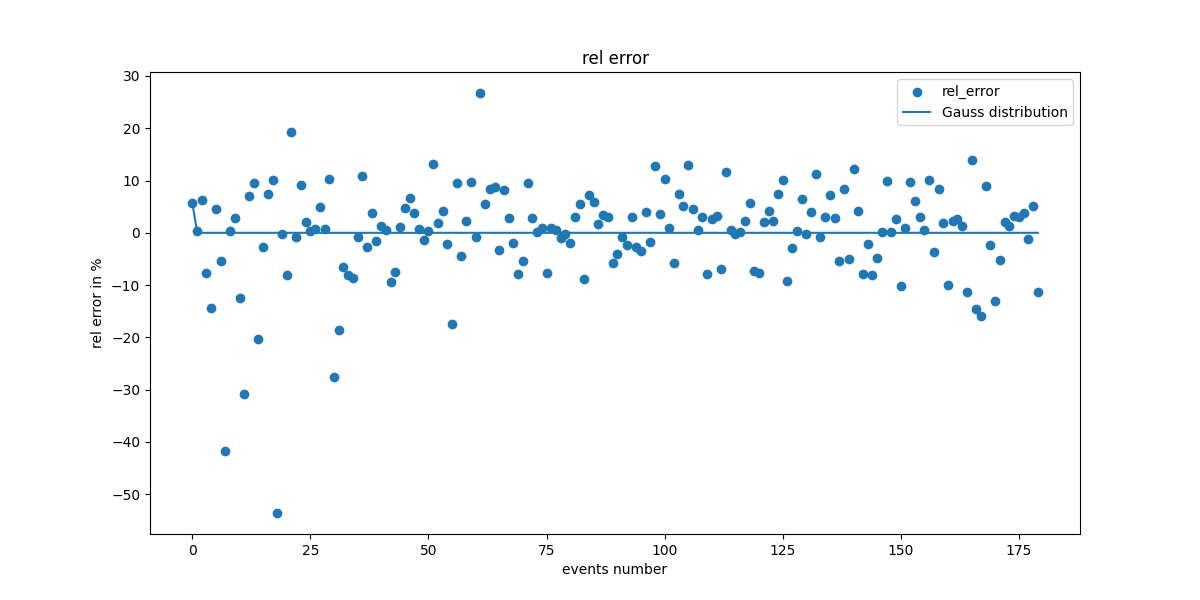 rel error
rel_error
Gauss distribution
rel error in %
30
20
10
0
−10
−20
−30
−40
−50
0 25 50 75 100 125 150 175
events number